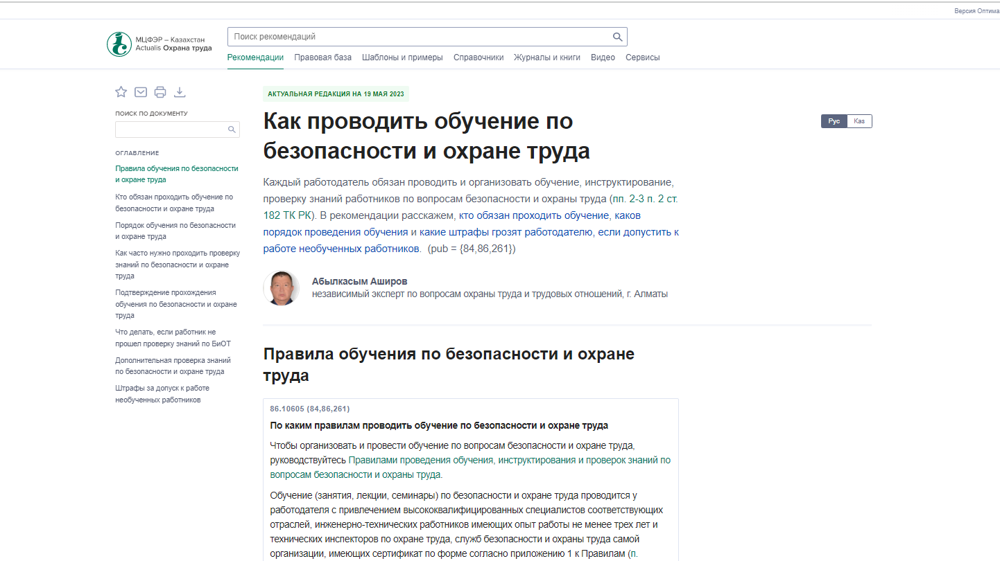 Версия Оптима
МЦФЭР – Казахстан
Actualis Охрана труда
Поиск рекомендаций
Рекомендации Правовая база Шаблоны и примеры Справочники Журналы и книги Видео Сервисы
ПОИСК ПО ДОКУМЕНТУ
ОГЛАВЛЕНИЕ
Правила обучения по безопасности
и охране труда
Кто обязан проходить обучение по
безопасности и охране труда
Порядок обучения по безопасности
и охране труда
Как часто нужно проходить проверку
знаний по безопасности и охране
труда
Подтверждение прохождения
обучения по безопасности и охране
труда
Что делать, если работник не
прошел проверку знаний по БиОТ
Дополнительная проверка знаний
по безопасности и охране труда
Штрафы за допуск к работе
необученных работников
АКТУАЛЬНАЯ РЕДАКЦИЯ НА 19 МАЯ 2023
Как проводить обучение по
безопасности и охране труда
Рус Каз
Каждый работодатель обязан проводить и организовать обучение, инструктирование,
проверку знаний работников по вопросам безопасности и охраны труда (пп. 2-3 п. 2 ст.
182 ТК РК). В рекомендации расскажем, кто обязан проходить обучение, каков
порядок проведения обучения и какие штрафы грозят работодателю, если допустить к
работе необученных работников. (pub = {84,86,261})
Абылкасым Аширов
независимый эксперт по вопросам охраны труда и трудовых отношений, г. Алматы
Правила обучения по безопасности и охране
труда
86.10605 (84,86,261)
По каким правилам проводить обучение по безопасности и охране труда
Чтобы организовать и провести обучение по вопросам безопасности и охране труда,
руководствуйтесь Правилами проведения обучения, инструктирования и проверок знаний по
вопросам безопасности и охраны труда.
Обучение (занятия, лекции, семинары) по безопасности и охране труда проводится у
работодателя с привлечением высококвалифицированных специалистов соответствующих
отраслей, инженерно-технических работников имеющих опыт работы не менее трех лет и
технических инспекторов по охране труда, служб безопасности и охраны труда самой
организации, имеющих сертификат по форме согласно приложению 1 к Правилам (п.